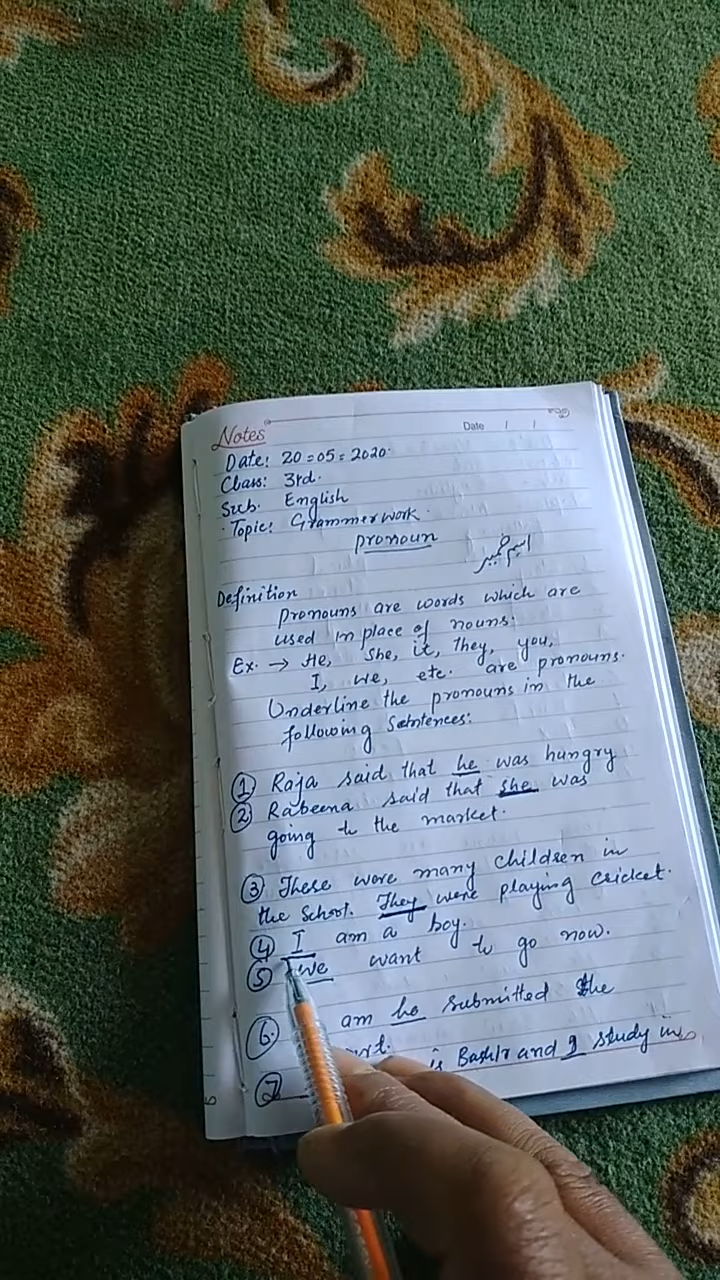 Notes
Date / /
Date: 20=05=2020.
Class: 3rd.
Sub. English
Topic: Grammer work.
pronoun اسم ضمیر
Definition
Pronouns are words which are
used in place of nouns.
Ex. → He, She, it, They, you,
I, we, etc. are pronouns.
Underline the pronouns in the
following Sentences:
① Raja said that he was hungry
② Rabeena said that she was
going to the market.
③ There were many children in
the School. They were playing cricket.
④ I am a boy.
⑤ we want to go now.
⑥. am he submitted the
⑦ is Bashir and I study in